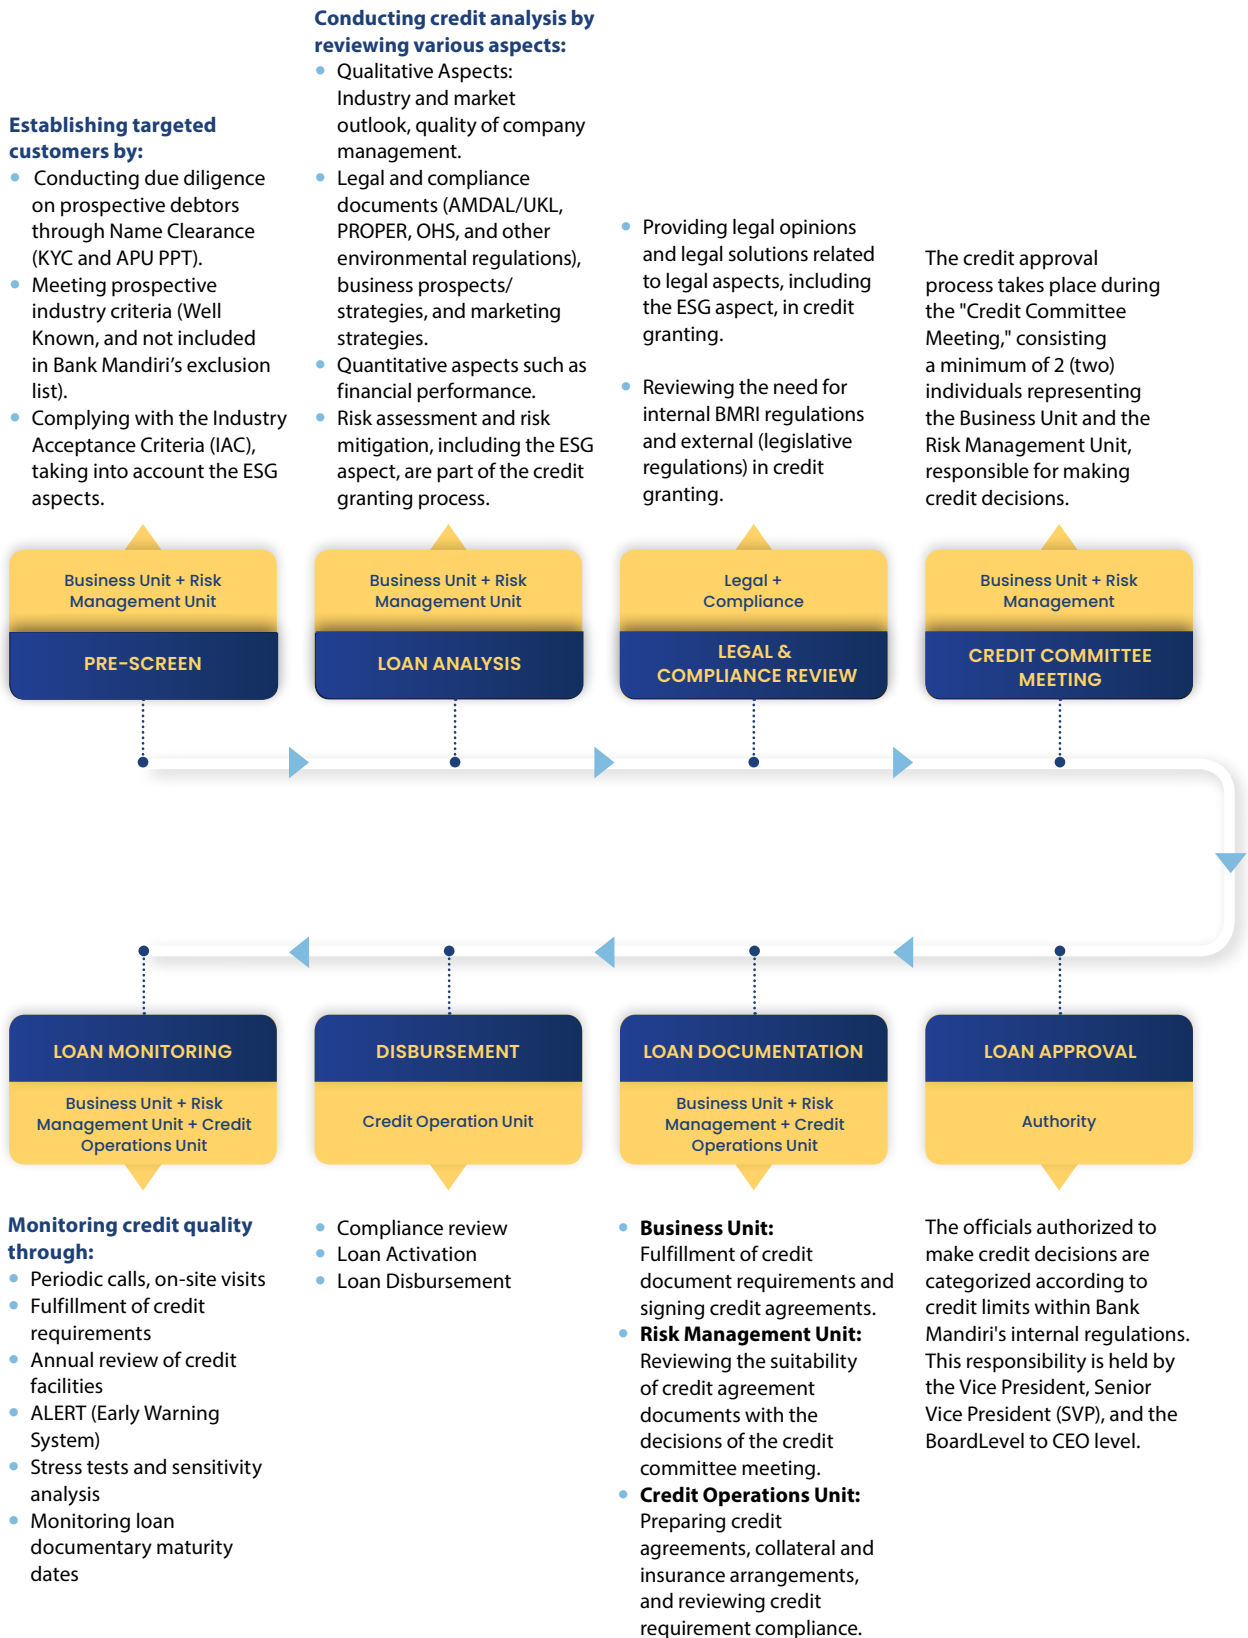 Establishing targeted
customers by:
• Conducting due diligence
on prospective debtors
through Name Clearance
(KYC and APU PPT).
• Meeting prospective
industry criteria (Well
Known, and not included
in Bank Mandiri’s exclusion
list).
• Complying with the Industry
Acceptance Criteria (IAC),
taking into account the ESG
aspects.
Business Unit + Risk
Management Unit
PRE-SCREEN
Conducting credit analysis by
reviewing various aspects:
• Qualitative Aspects:
Industry and market
outlook, quality of company
management.
• Legal and compliance
documents (AMDAL/UKL,
PROPER, OHS, and other
environmental regulations),
business prospects/
strategies, and marketing
strategies.
• Quantitative aspects such as
financial performance.
• Risk assessment and risk
mitigation, including the ESG
aspect, are part of the credit
granting process.
Business Unit + Risk
Management Unit
LOAN ANALYSIS
• Providing legal opinions
and legal solutions related
to legal aspects, including
the ESG aspect, in credit
granting.
• Reviewing the need for
internal BMRI regulations
and external (legislative
regulations) in credit
granting.
Legal +
Compliance
LEGAL &
COMPLIANCE REVIEW
The credit approval
process takes place during
the "Credit Committee
Meeting," consisting
a minimum of 2 (two)
individuals representing
the Business Unit and the
Risk Management Unit,
responsible for making
credit decisions.
Business Unit + Risk
Management
CREDIT COMMITTEE
MEETING
LOAN APPROVAL
Authority
The officials authorized to
make credit decisions are
categorized according to
credit limits within Bank
Mandiri's internal regulations.
This responsibility is held by
the Vice President, Senior
Vice President (SVP), and the
BoardLevel to CEO level.
LOAN DOCUMENTATION
Business Unit + Risk
Management + Credit
Operations Unit
• Business Unit:
Fulfillment of credit
document requirements and
signing credit agreements.
• Risk Management Unit:
Reviewing the suitability
of credit agreement
documents with the
decisions of the credit
committee meeting.
• Credit Operations Unit:
Preparing credit
agreements, collateral and
insurance arrangements,
and reviewing credit
requirement compliance.
DISBURSEMENT
Credit Operation Unit
• Compliance review
• Loan Activation
• Loan Disbursement
LOAN MONITORING
Business Unit + Risk
Management Unit + Credit
Operations Unit
Monitoring credit quality
through:
• Periodic calls, on-site visits
• Fulfillment of credit
requirements
• Annual review of credit
facilities
• ALERT (Early Warning
System)
• Stress tests and sensitivity
analysis
• Monitoring loan
documentary maturity
dates